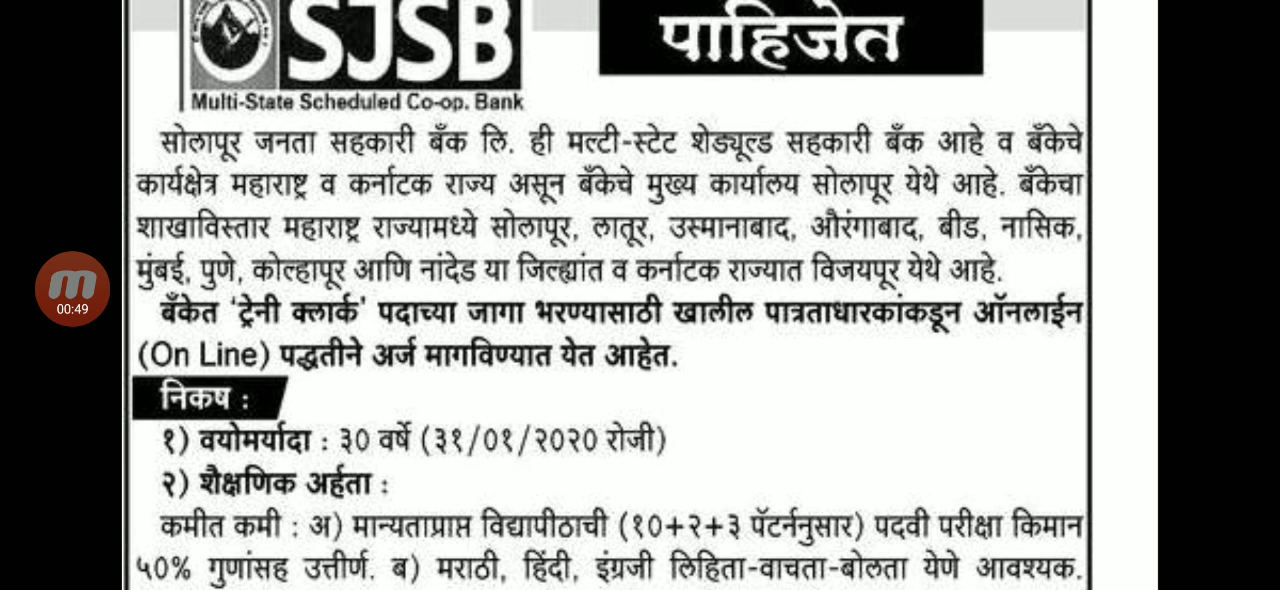 SJSB
पाहिजेत
Multi-State Scheduled Co-op. Bank
सोलापूर जनता सहकारी बँक लि. ही मल्टी-स्टेट शेड्यूल्ड सहकारी बँक आहे व बँकेचे
कार्यक्षेत्र महाराष्ट्र व कर्नाटक राज्य असून बँकेचे मुख्य कार्यालय सोलापूर येथे आहे. बँकेचा
शाखाविस्तार महाराष्ट्र राज्यामध्ये सोलापूर, लातूर, उस्मानाबाद, औरंगाबाद, बीड, नासिक,
मुंबई, पुणे, कोल्हापूर आणि नांदेड या जिल्ह्यांत व कर्नाटक राज्यात विजयपूर येथे आहे.
बँकेत 'ट्रेनी क्लार्क' पदाच्या जागा भरण्यासाठी खालील पात्रताधारकांकडून ऑनलाईन
(On Line) पद्धतीने अर्ज मागविण्यात येत आहेत.
00:49
निकष :
१) वयोमर्यादा : ३० वर्षे (३१/०१/२०२० रोजी)
२) शैक्षणिक अर्हता :
कमीत कमी : अ) मान्यताप्राप्त विद्यापीठाची (१०+२+३ पॅटर्ननुसार) पदवी परीक्षा किमान
५०% गुणांसह उत्तीर्ण. ब) मराठी, हिंदी, इंग्रजी लिहिता-वाचता-बोलता येणे आवश्यक.